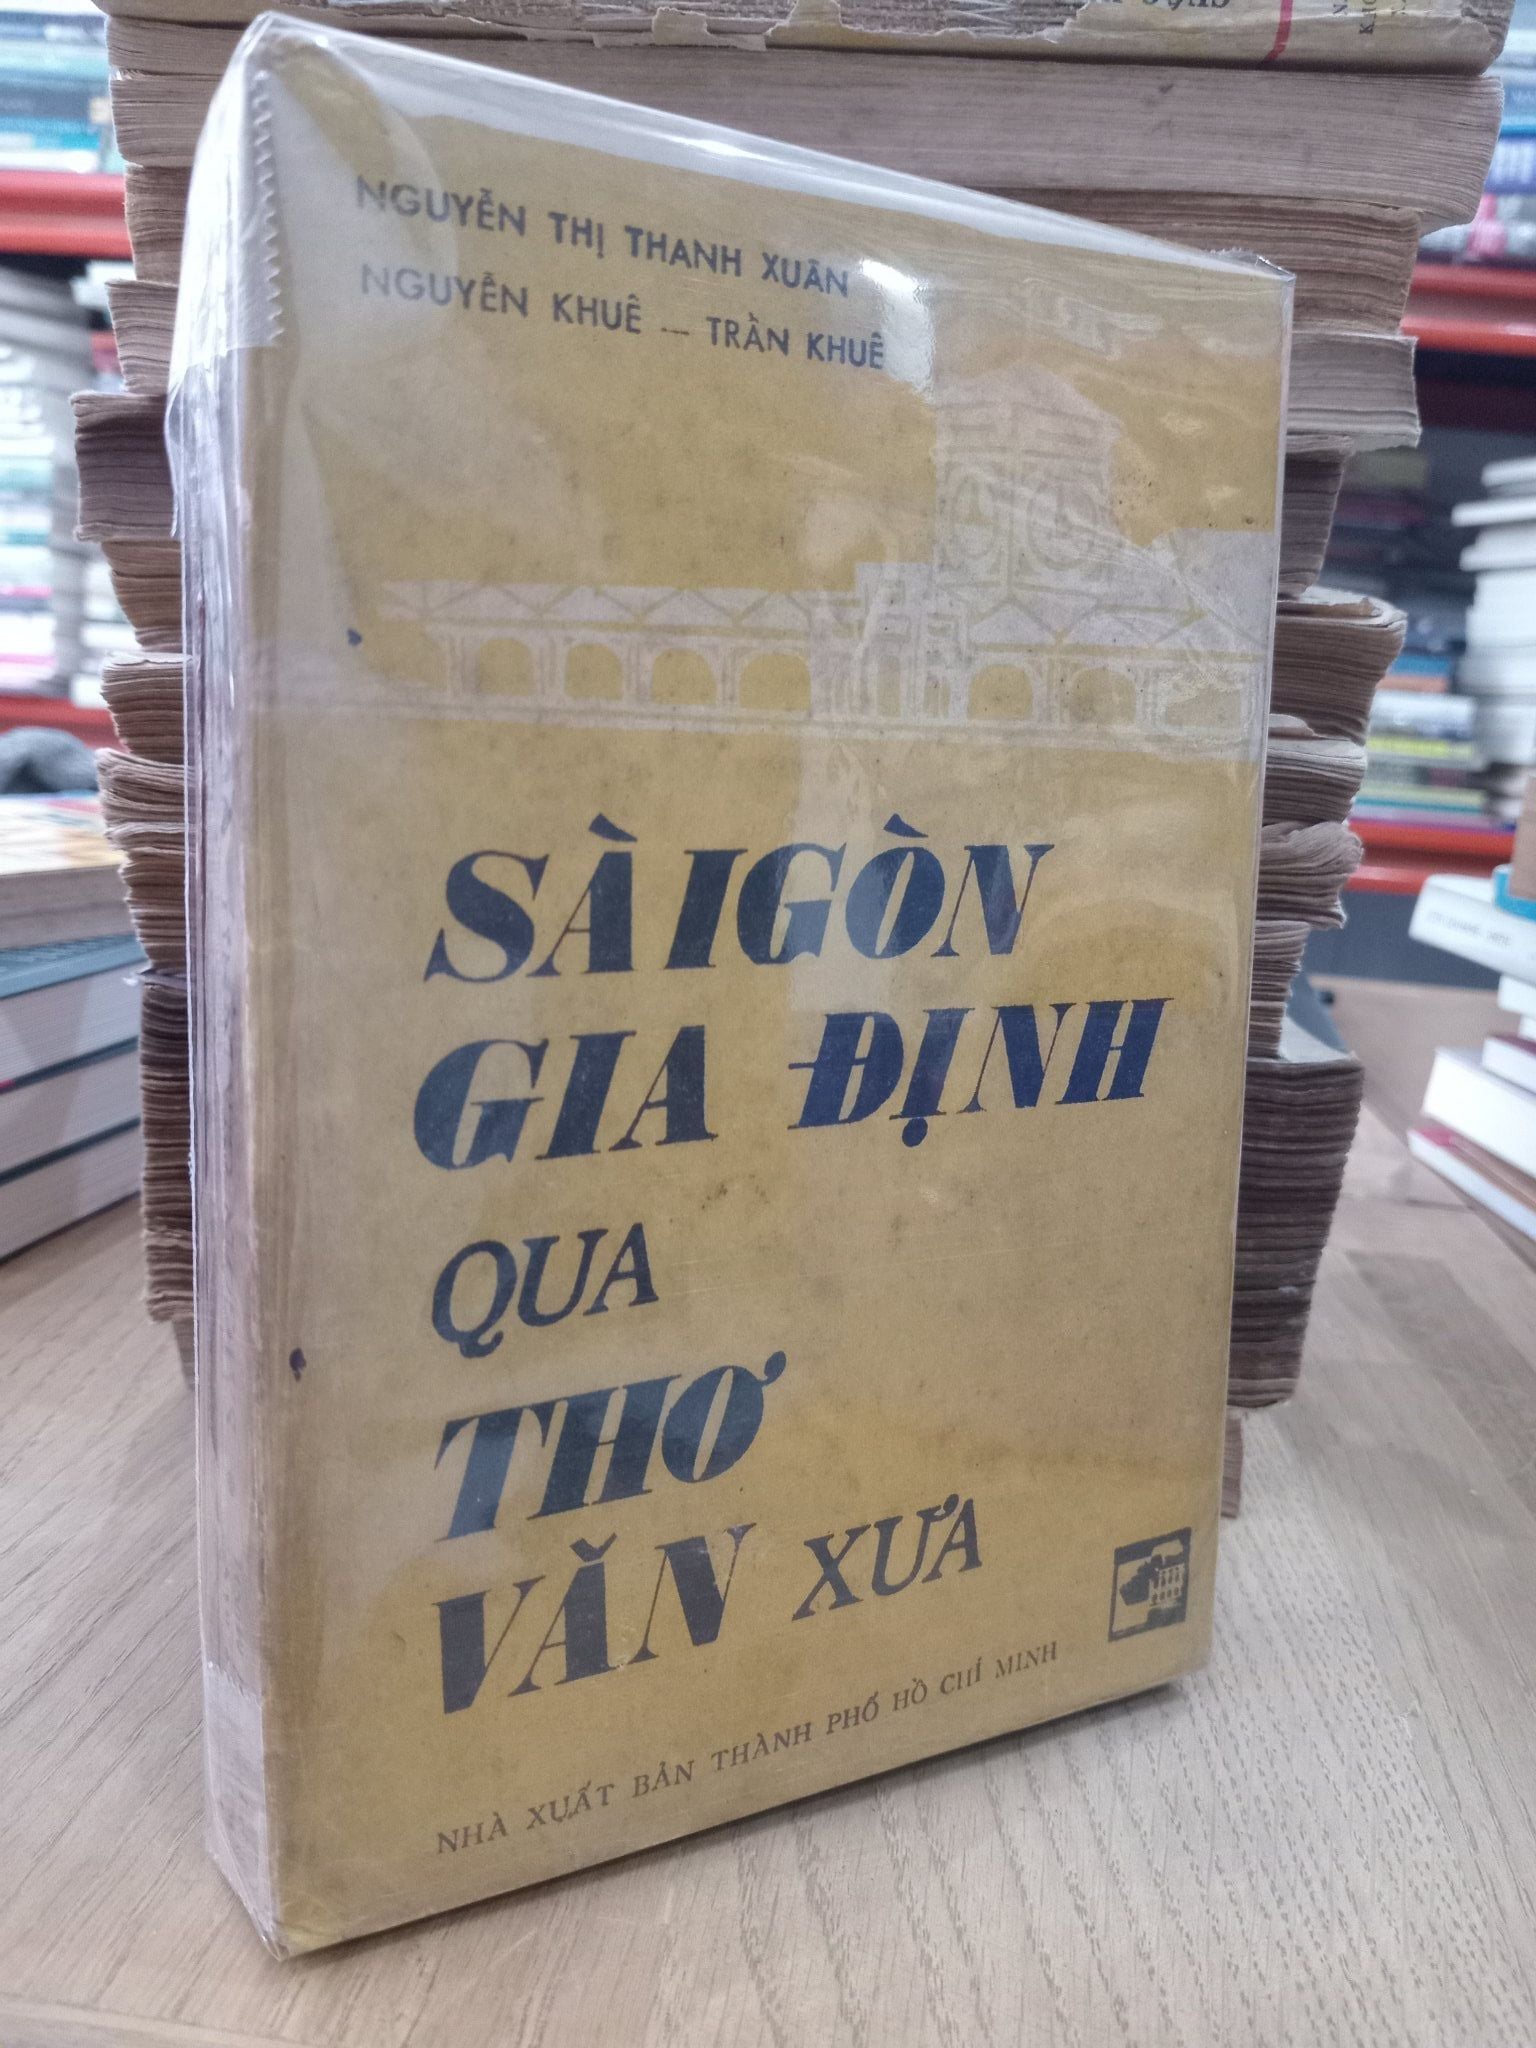 NGUYỄN THỊ THANH XUÂN
NGUYỄN KHUÊ — TRẦN KHUÊ
SÀIGÒN
GIA ĐỊNH
QUA
THƠ
VĂN XƯA
NHÀ XUẤT BẢN THÀNH PHỐ HỒ CHÍ MINH